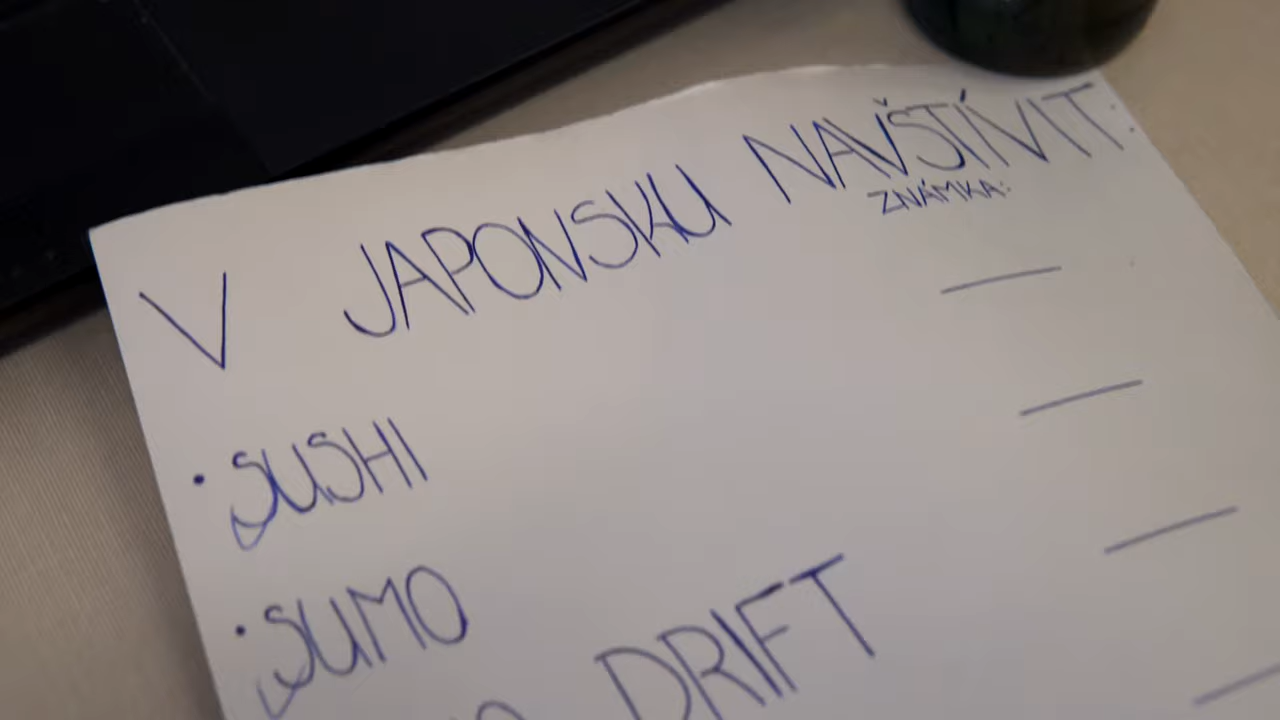 V JAPONSKU NAVŠTÍVIT:
ZNÁMKA:
• SUSHI
• SUMO
DRIFT